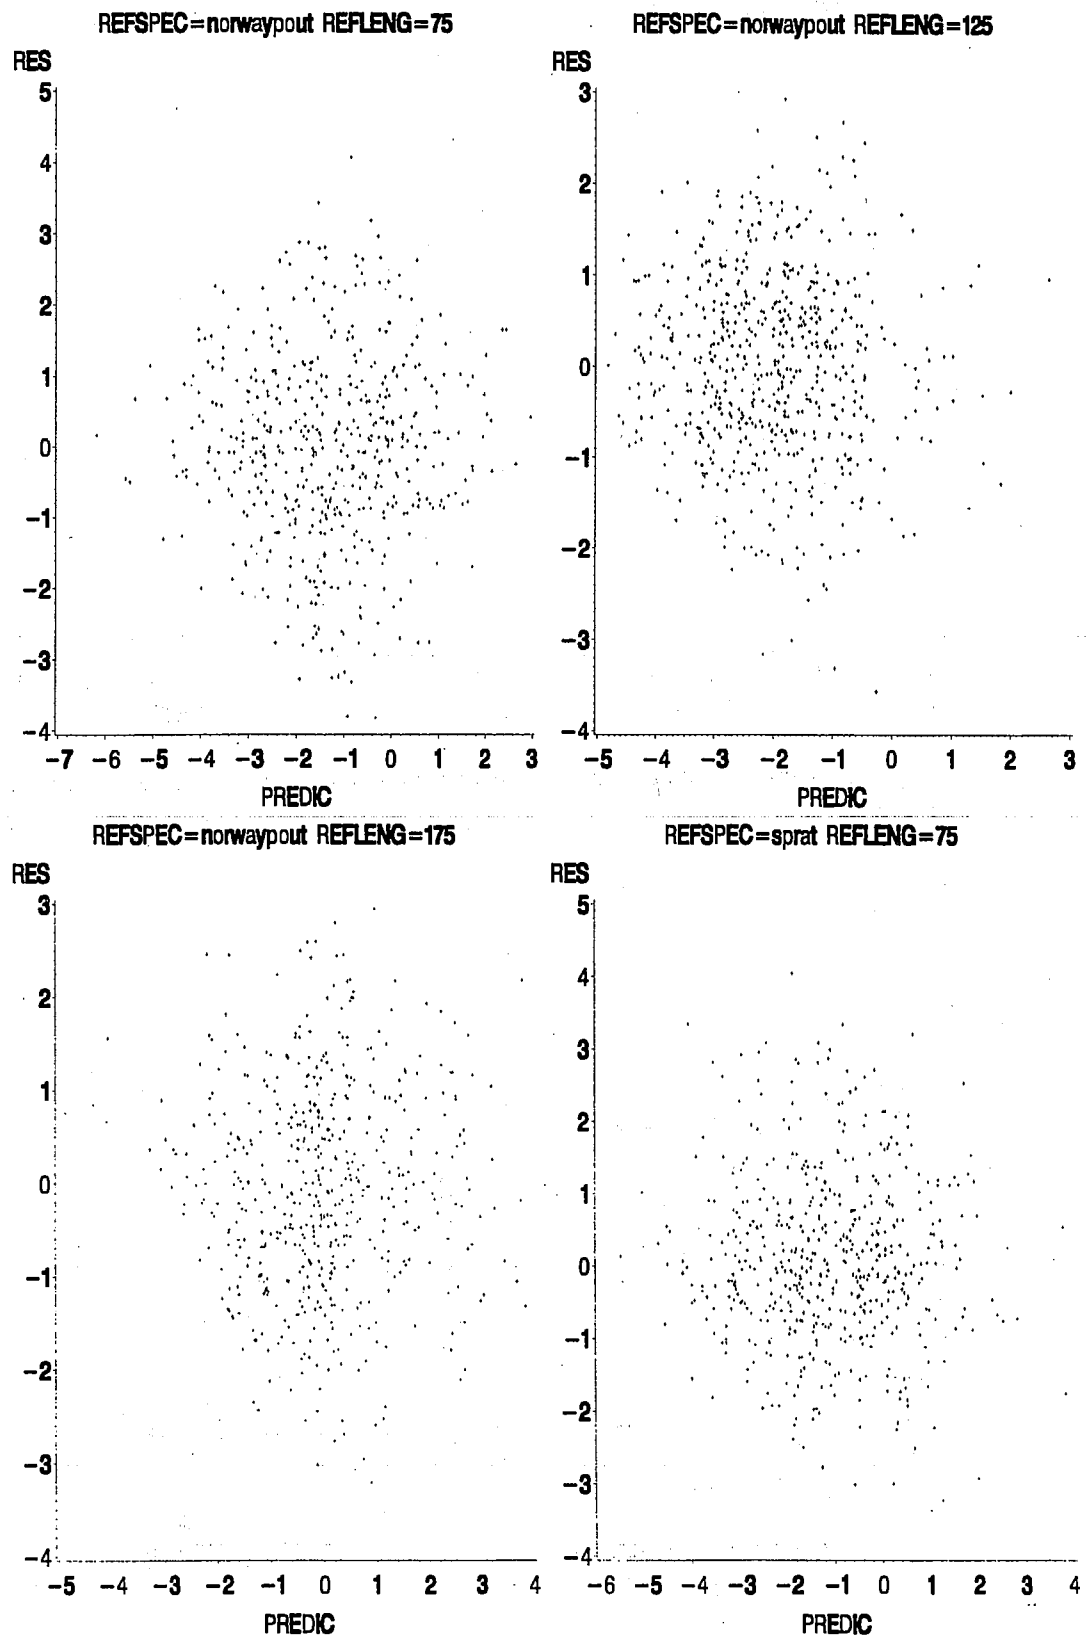 REFSPEC=norwaypout REFLENG=75
RES
5
4
3
2
1
0
−1
−2
−3
−4
−7 −6 −5 −4 −3 −2 −1 0 1 2 3
PREDIC
REFSPEC=norwaypout REFLENG=125
RES
3
2
1
0
−1
−2
−3
−4
−5 −4 −3 −2 −1 0 1 2 3
PREDIC
REFSPEC=norwaypout REFLENG=175
RES
3
2
1
0
−1
−2
−3
−4
−5 −4 −3 −2 −1 0 1 2 3 4
PREDIC
REFSPEC=sprat REFLENG=75
RES
5
4
3
2
1
0
−1
−2
−3
−4
−6 −5 −4 −3 −2 −1 0 1 2 3 4
PREDIC